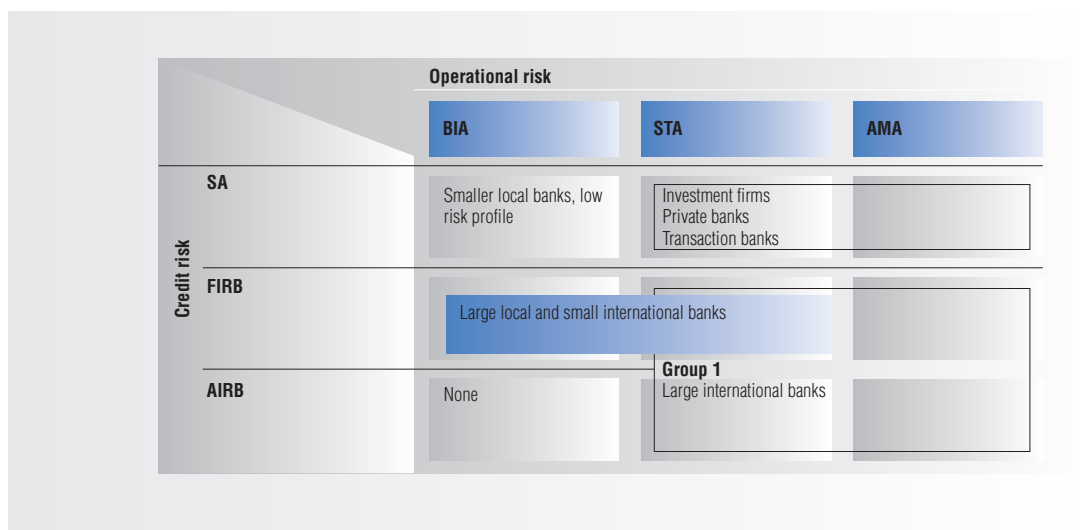 Operational risk
BIA
STA
AMA
Credit risk
SA
Smaller local banks, low
risk profile
Investment firms
Private banks
Transaction banks
FIRB
Large local and small international banks
Group 1
AIRB
None
Large international banks